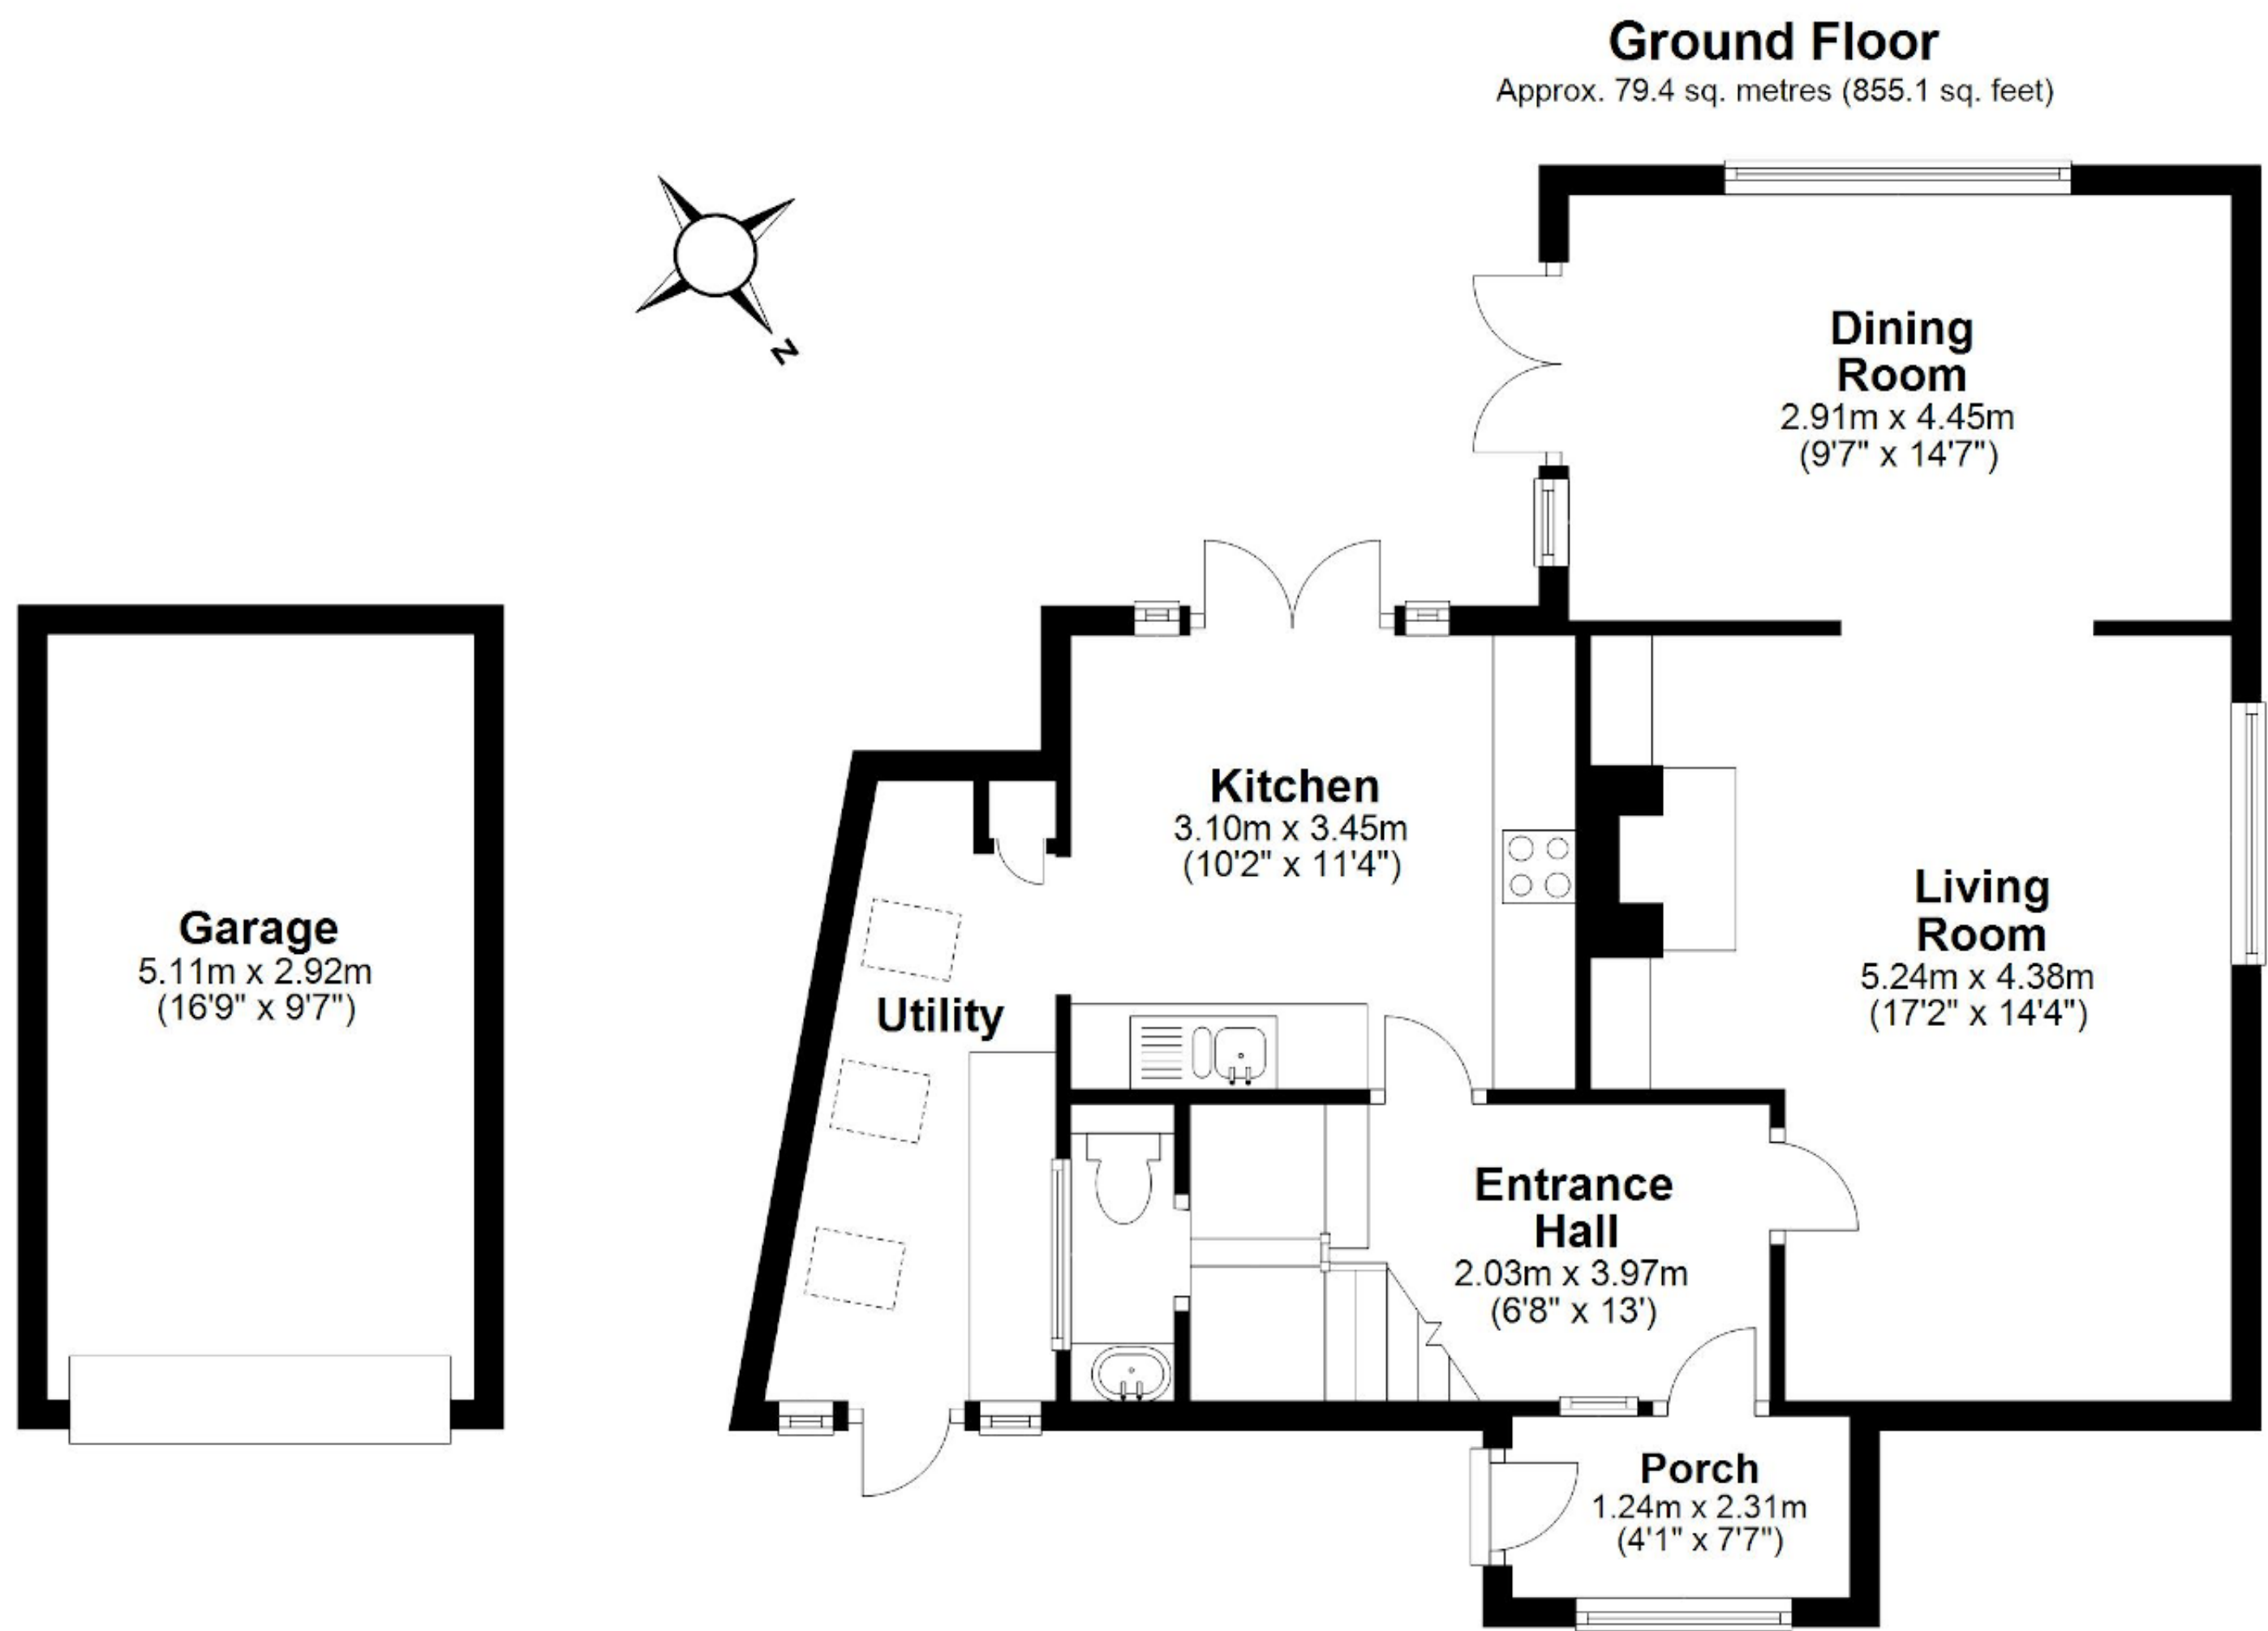 Ground Floor
Approx. 79.4 sq. metres (855.1 sq. feet)
N
Dining
Room
2.91m x 4.45m
(9'7" x 14'7")
Kitchen
3.10m x 3.45m
(10'2" x 11'4")
Living
Room
5.24m x 4.38m
(17'2" x 14'4")
Garage
5.11m x 2.92m
(16'9" x 9'7")
Utility
Entrance
Hall
2.03m x 3.97m
(6'8" x 13')
Porch
1.24m x 2.31m
(4'1" x 7'7")